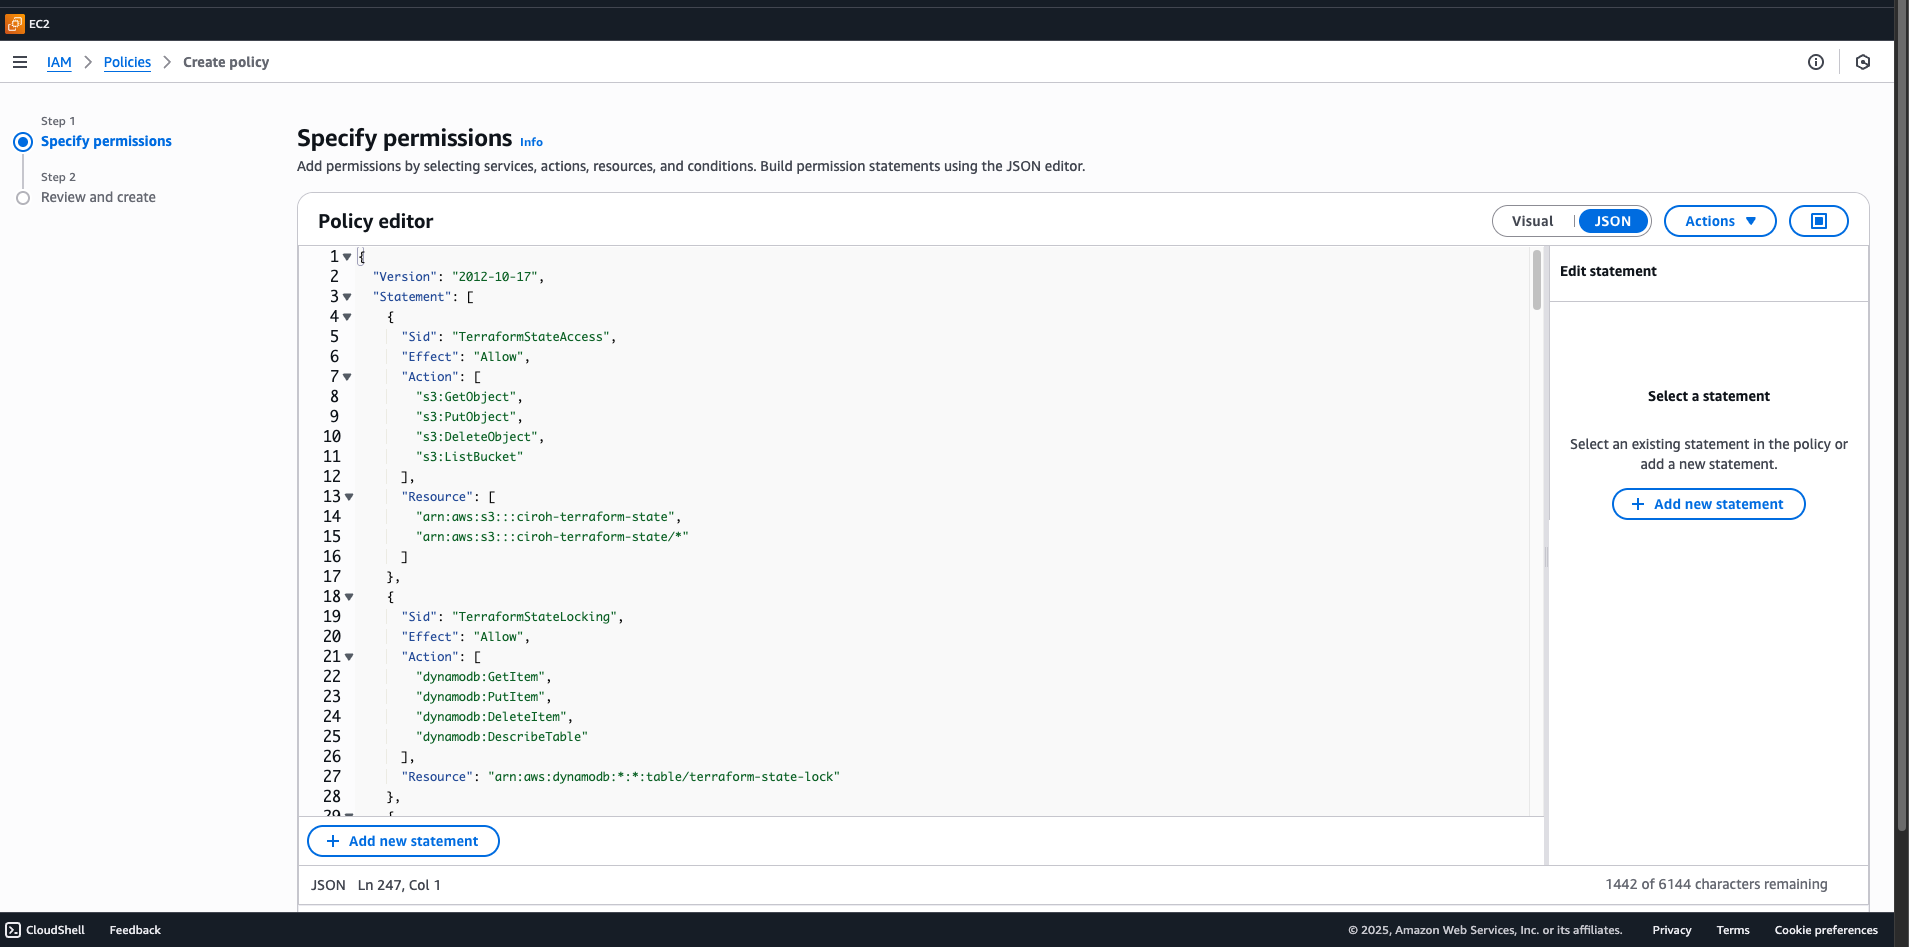 EC2
IAM > Policies > Create policy
Step 1
Specify permissions
Step 2
Review and create
Specify permissions Info
Add permissions by selecting services, actions, resources, and conditions. Build permission statements using the JSON editor.
Policy editor
Visual | JSON Actions
1 {
2 "Version": "2012-10-17",
3 "Statement": [
4 {
5 "Sid": "TerraformStateAccess",
6 "Effect": "Allow",
7 "Action": [
8 "s3:GetObject",
9 "s3:PutObject",
10 "s3:DeleteObject",
11 "s3:ListBucket"
12 ],
13 "Resource": [
14 "arn:aws:s3:::ciroh-terraform-state",
15 "arn:aws:s3:::ciroh-terraform-state/*"
16 ]
17 },
18 {
19 "Sid": "TerraformStateLocking",
20 "Effect": "Allow",
21 "Action": [
22 "dynamodb:GetItem",
23 "dynamodb:PutItem",
24 "dynamodb:DeleteItem",
25 "dynamodb:DescribeTable"
26 ],
27 "Resource": "arn:aws:dynamodb:*:*:table/terraform-state-lock"
28 },
29 {
+ Add new statement
JSON Ln 247, Col 1
1442 of 6144 characters remaining
Edit statement
Select a statement
Select an existing statement in the policy or
add a new statement.
+ Add new statement
CloudShell Feedback
© 2025, Amazon Web Services, Inc. or its affiliates. Privacy Terms Cookie preferences